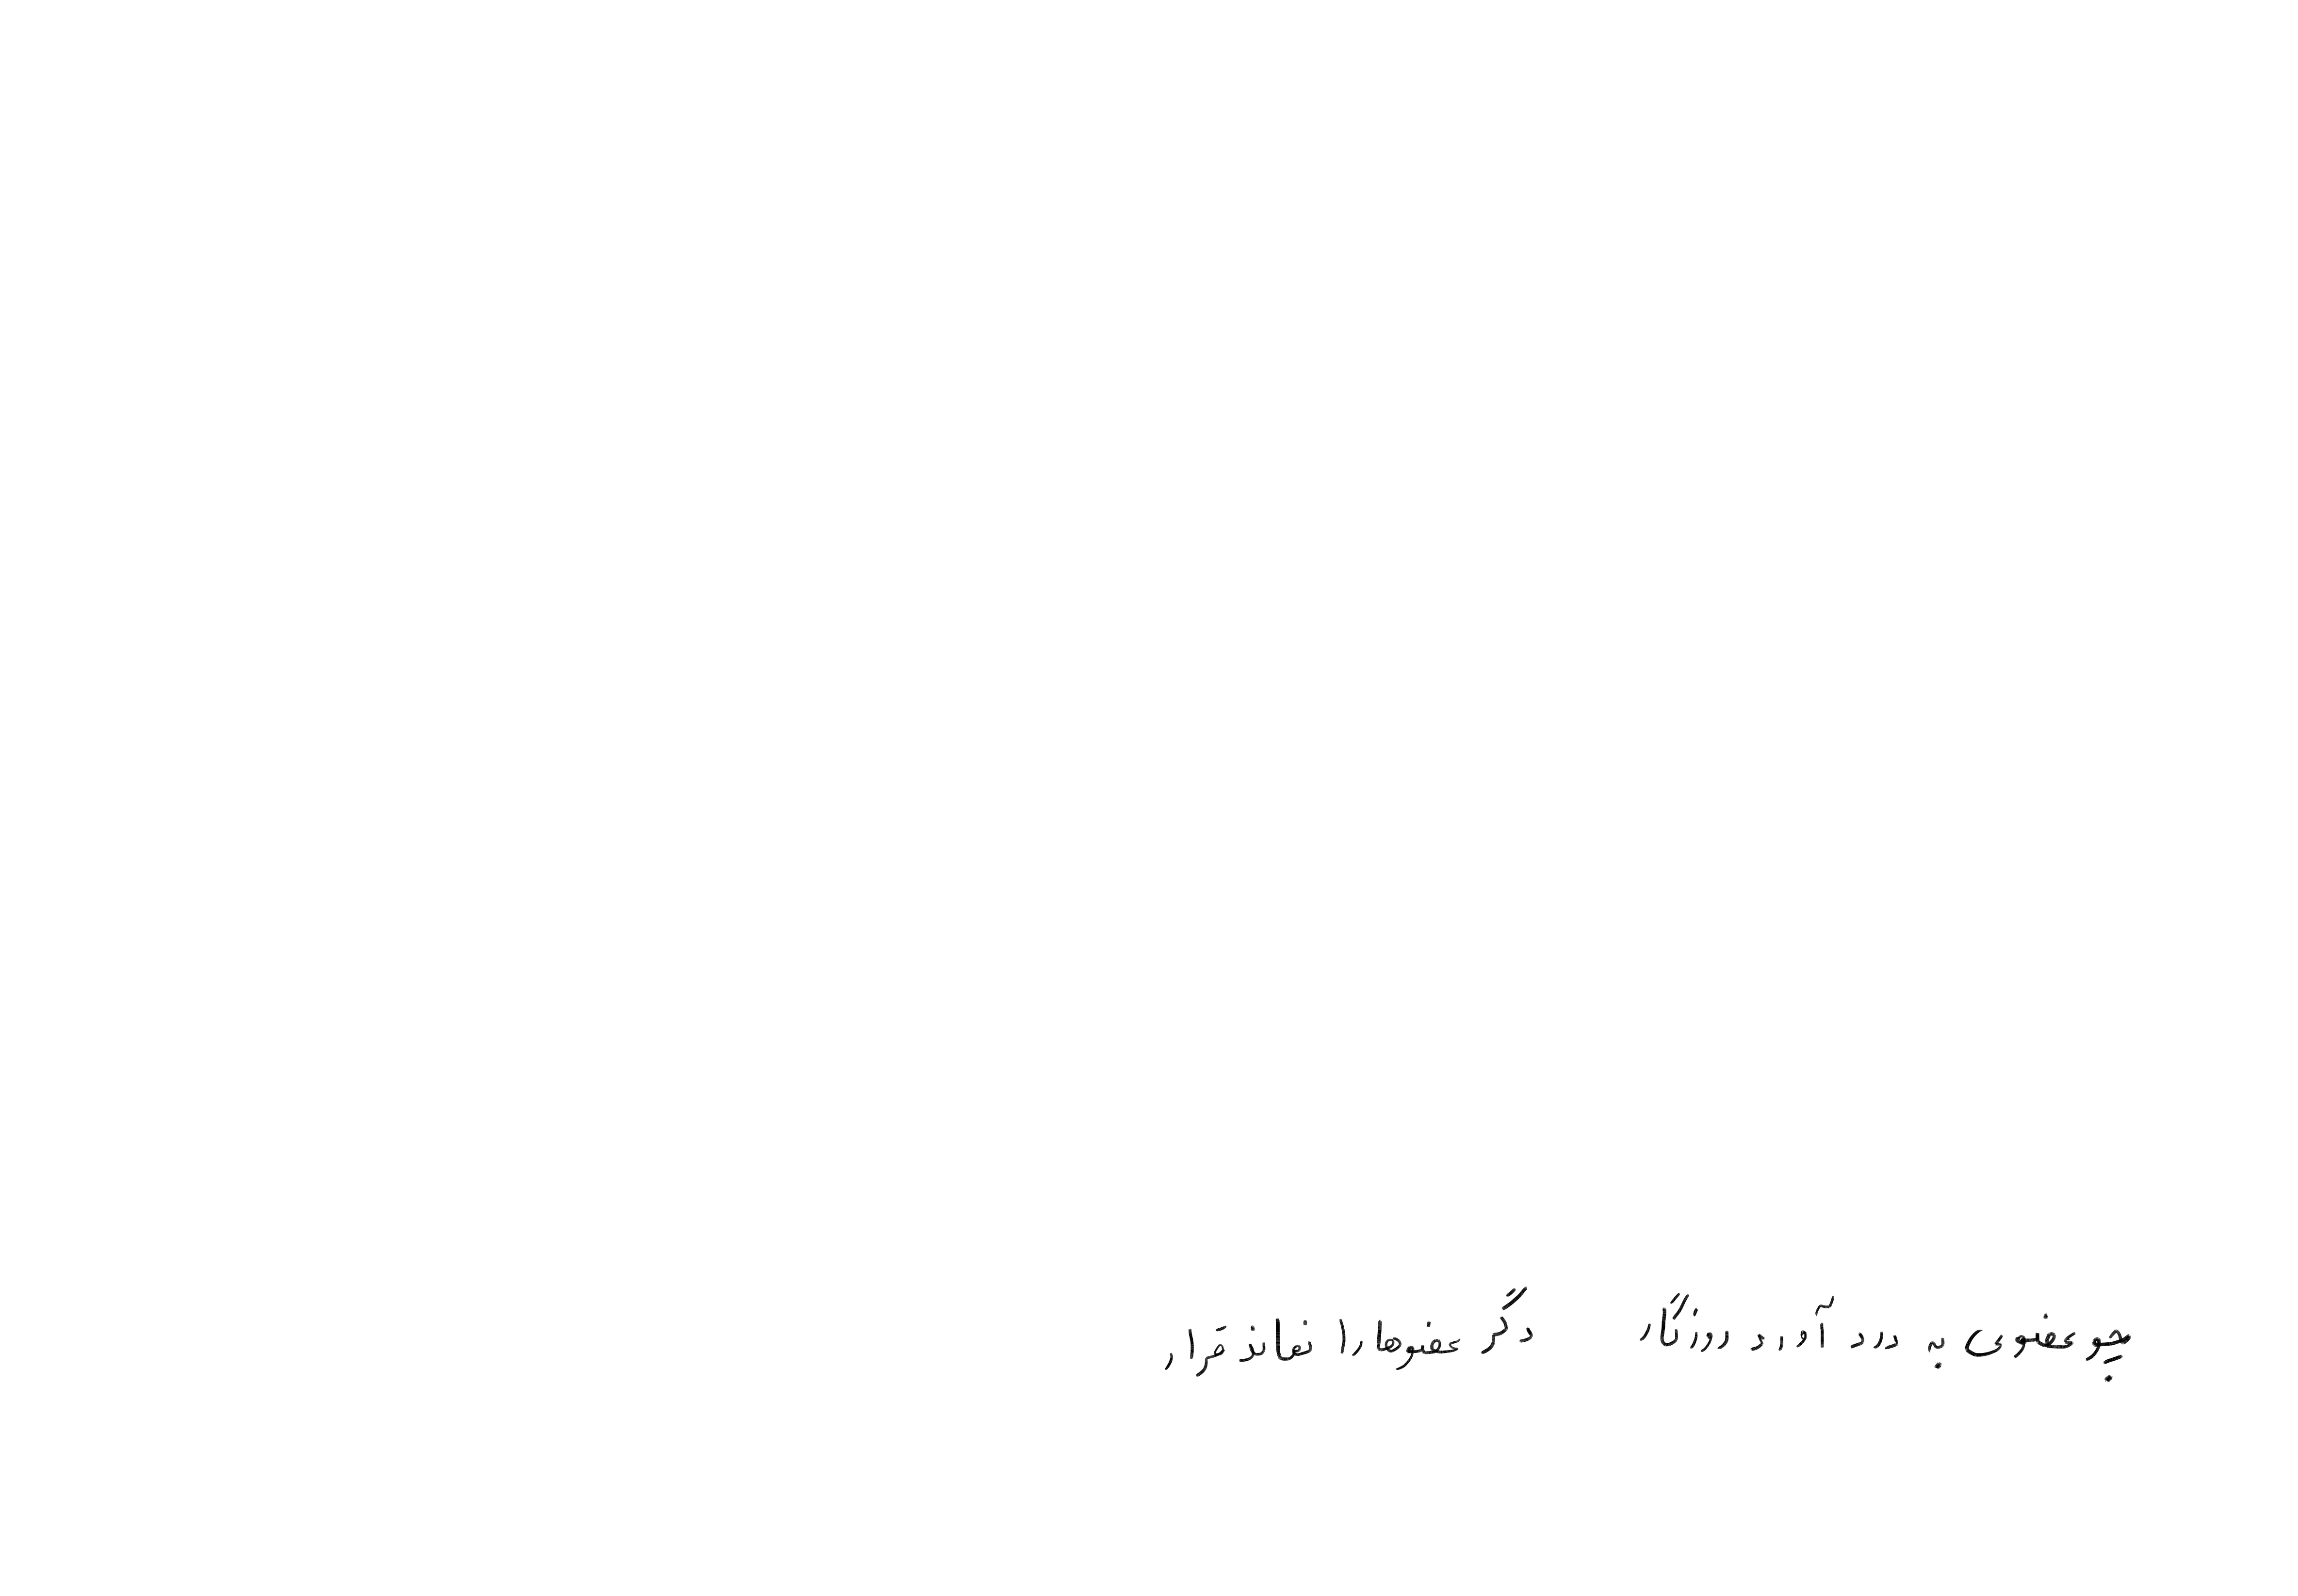 چو عضوی به درد آورد روزگار دگر عضوها را نماند قرار